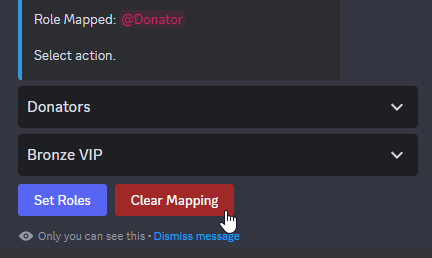 Role Mapped: @Donator
Select action.
Donators
Bronze VIP
Set Roles
Clear Mapping
Only you can see this • Dismiss message